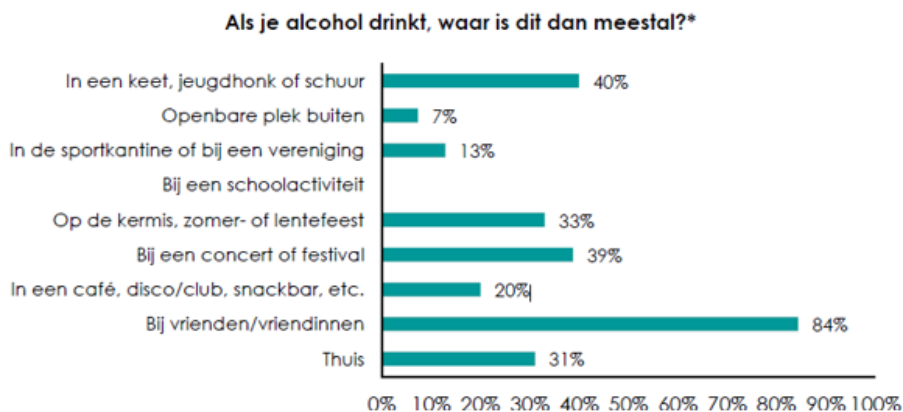 Als je alcohol drinkt, waar is dit dan meestal?*
In een keet, jeugdhonk of schuur 40%
Openbare plek buiten 7%
In de sportkantine of bij een vereniging 13%
Bij een schoolactiviteit
Op de kermis, zomer- of lentefeest 33%
Bij een concert of festival 39%
In een café, disco/club, snackbar, etc. 20%
Bij vrienden/vriendinnen 84%
Thuis 31%
0% 10% 20% 30% 40% 50% 60% 70% 80% 90% 100%